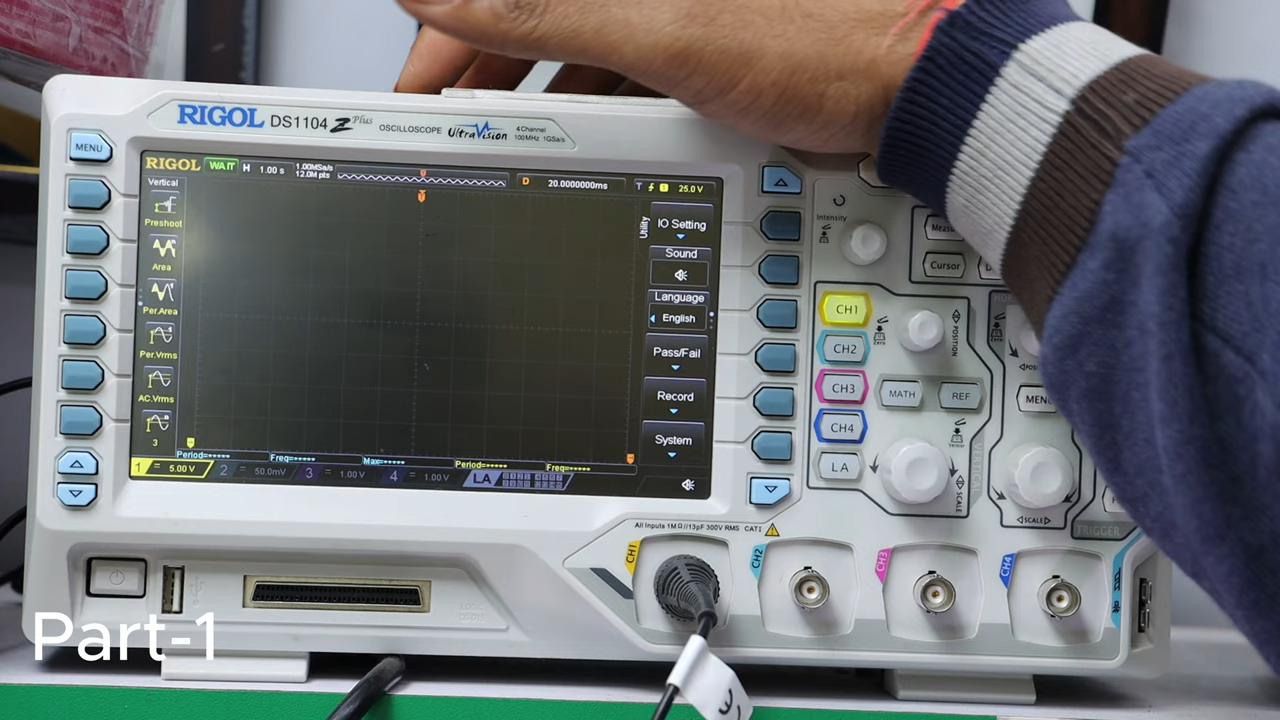 RIGOL DS1104 Z Plus OSCILLOSCOPE UltraVision 4 Channel 100MHz 1GSa/s
MENU
RIGOL WAIT H 1.00 s 1.00MSa/s 12.0M pts D 20.0000000ms T 1 25.0 V
Vertical
Preshoot
Area
Per.Area
Per.Vrms
AC.Vrms
3
Utility
IO Setting
Sound
Language
English
Pass/Fail
Record
System
Period=***** Freq=***** Max=***** Period=***** Freq=*****
1 = 5.00 V 2 = 50.0mV 3 = 1.00 V 4 = 1.00 V LA
Intensity
Cursor
CH1
CH2
CH3
CH4
LA
MATH
REF
POSITION
VERTICAL
SCALE
SCALE
TRIGGER
All Inputs 1MΩ//13pF 300V RMS CATI
CH1
CH2
CH3
CH4
Part-1